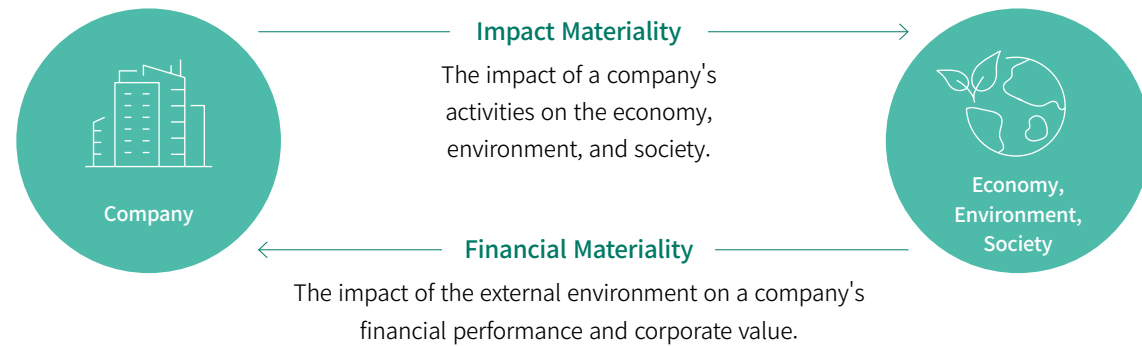 Impact Materiality
The impact of a company's
activities on the economy,
environment, and society.
Company
Economy,
Environment,
Society
Financial Materiality
The impact of the external environment on a company's
financial performance and corporate value.